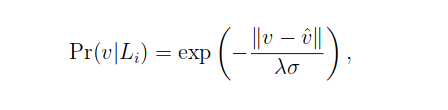 Pr(v|L_i) = exp ( − ‖v − v̂‖ / λσ ) ,